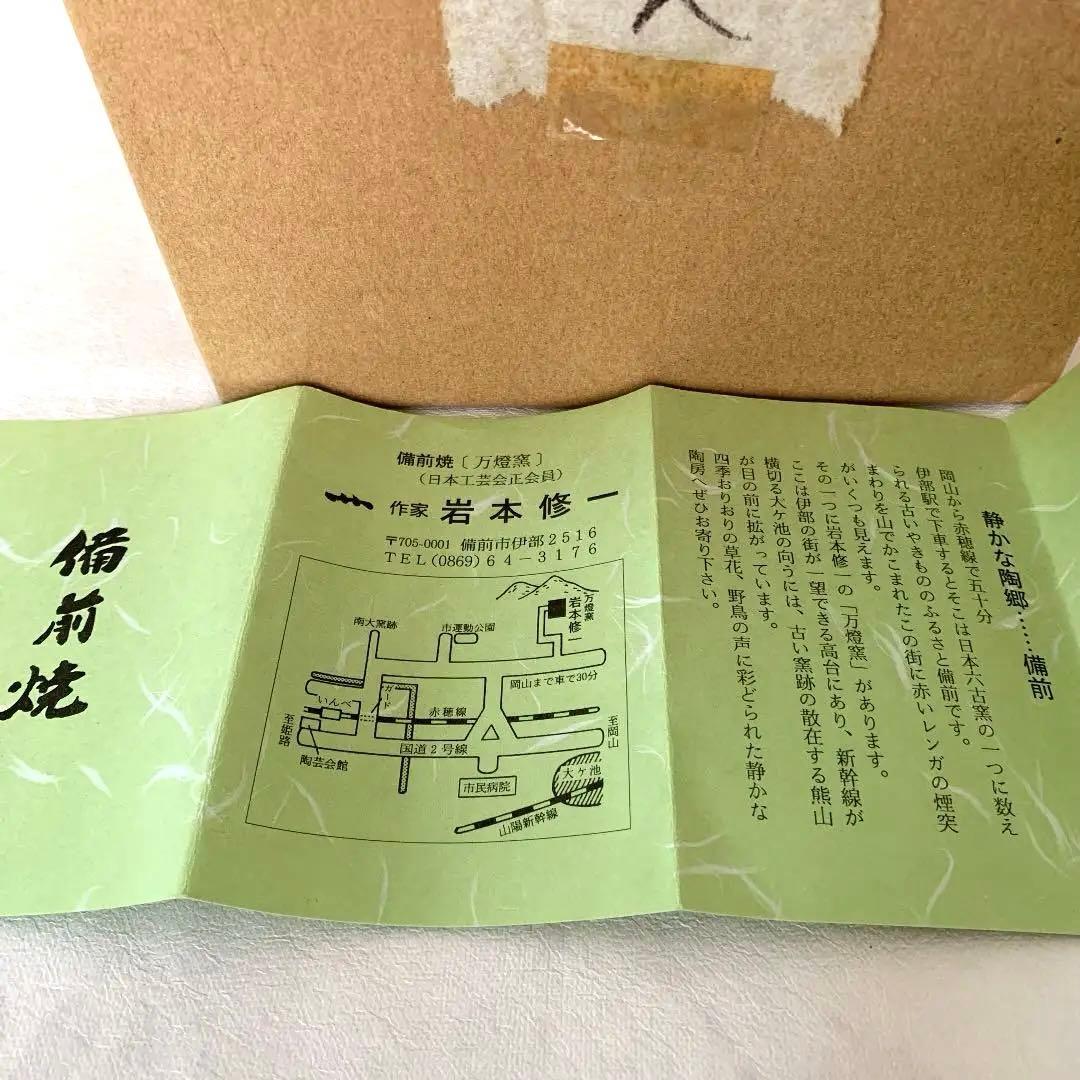 備前焼
備前焼〔万燈窯〕
(日本工芸会正会員)
作家 岩本修一
〒705-0001 備前市伊部2516
TEL(0869)64-3176
万燈窯
岩本修一
南大窯跡
市運動公園
岡山まで車で30分
ガード
いんべ
赤穂線
至姫路
至岡山
国道2号線
陶芸会館
市民病院
大ヶ池
山陽新幹線
静かな陶郷……備前
岡山から赤穂線で五十分
伊部駅で下車するとそこは日本六古窯の一つに数え
られる古いやきもののふるさと備前です。
まわりを山でかこまれたこの街に赤いレンガの煙突
がいくつも見えます。
その一つに岩本修一の「万燈窯」があります。
ここは伊部の街が一望できる高台にあり、新幹線が
横切る大ヶ池の向うには、古い窯跡の散在する熊山
が目の前に拡がっています。
四季おりおりの草花、野鳥の声に彩どられた静かな
陶房へぜひお寄り下さい。